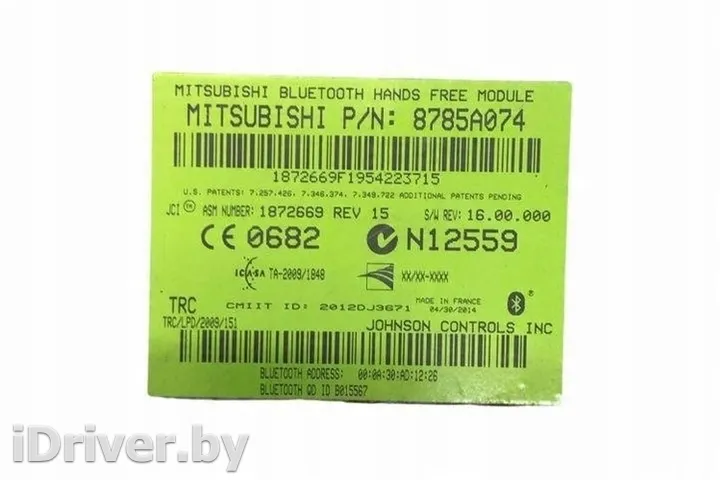 MITSUBISHI BLUETOOTH HANDS FREE MODULE
MITSUBISHI P/N: 8785A074
1872669F1954223715
U.S. PATENTS: 7,257,426, 7,346,374, 7,349,722 ADDITIONAL PATENTS PENDING
JCI TM ASM NUMBER: 1872669 REV 15 S/W REV: 16.00.000
CE 0682 N12559
ICASA TA-2009/1848 XX/XX-XXXX
TRC CMIIT ID: 2012DJ3671 MADE IN FRANCE ®
04/30/2014
TRC/LPD/2009/151 JOHNSON CONTROLS INC
BLUETOOTH ADDRESS: 00:0A:30:AD:12:26
BLUETOOTH QD ID B015567
iDriver.by